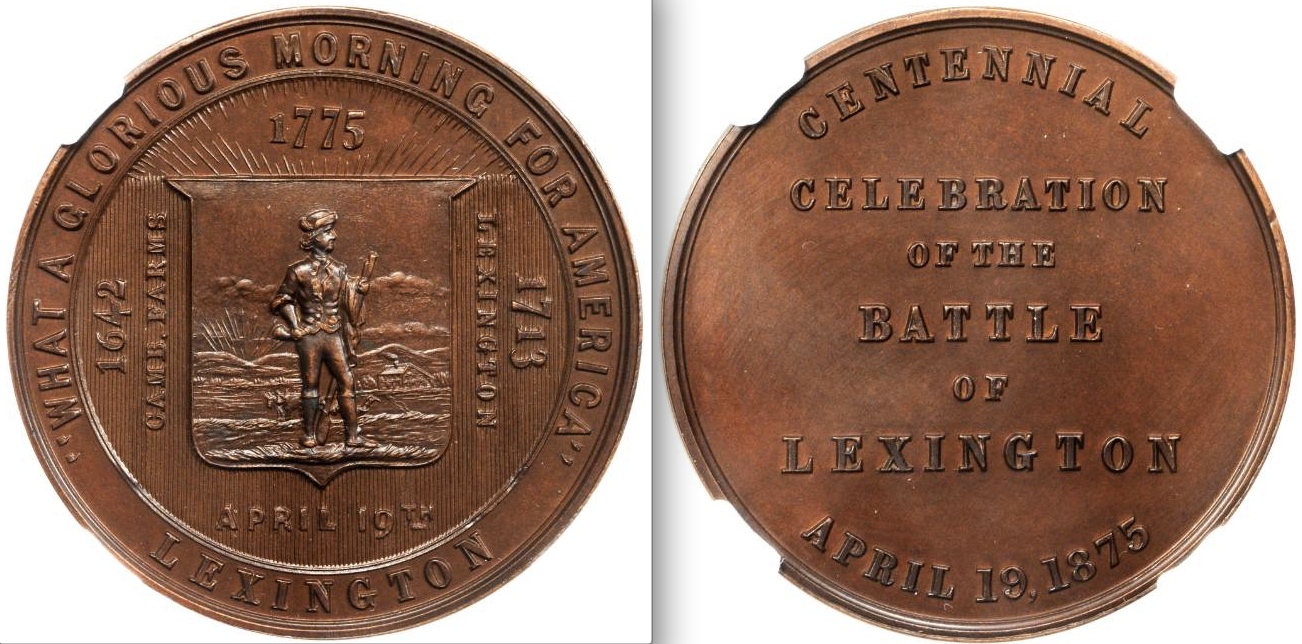 "WHAT A GLORIOUS MORNING FOR AMERICA"
1775
1642
CAMB. FARMS
LEXINGTON
1713
APRIL 19TH
LEXINGTON
CENTENNIAL
CELEBRATION
OF THE
BATTLE
OF
LEXINGTON
APRIL 19, 1875